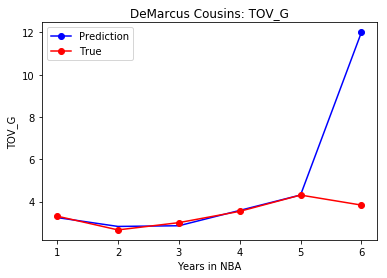 DeMarcus Cousins: TOV_G
Prediction
True
12
10
8
6
4
TOV_G
1 2 3 4 5 6
Years in NBA